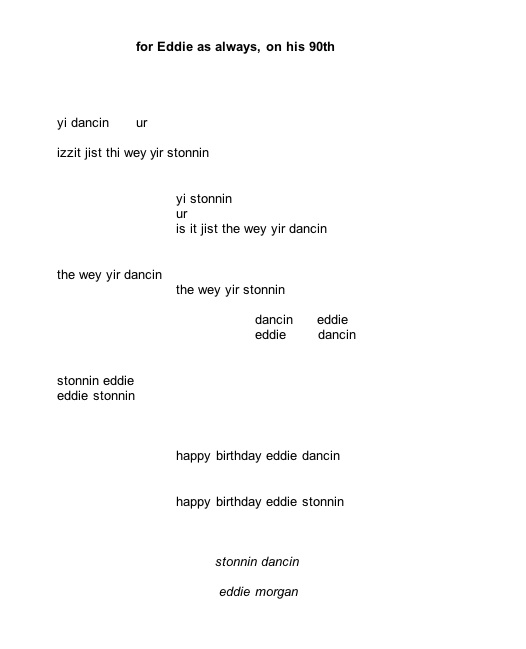 for Eddie as always, on his 90th
yi dancin ur
izzit jist thi wey yir stonnin
yi stonnin
ur
is it jist the wey yir dancin
the wey yir dancin
the wey yir stonnin
dancin eddie
eddie dancin
stonnin eddie
eddie stonnin
happy birthday eddie dancin
happy birthday eddie stonnin
stonnin dancin
eddie morgan